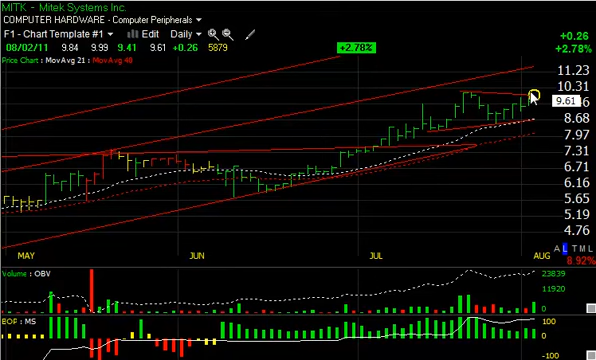 MITK - Mitek Systems Inc.
COMPUTER HARDWARE - Computer Peripherals
F1 - Chart Template #1 Edit Daily
08/02/11 9.84 9.99 9.41 9.61 +0.26 5879
+2.78%
+0.26
+2.78%
Price Chart : MovAvg 21 : MovAvg 40
11.23
10.31
9.61
8.68
7.97
7.31
6.71
6.16
5.65
5.19
4.76
A L T M L
MAY JUN JUL AUG
8.92%
Volume : OBV
23839
11920
BOP : MS
100
0
-100